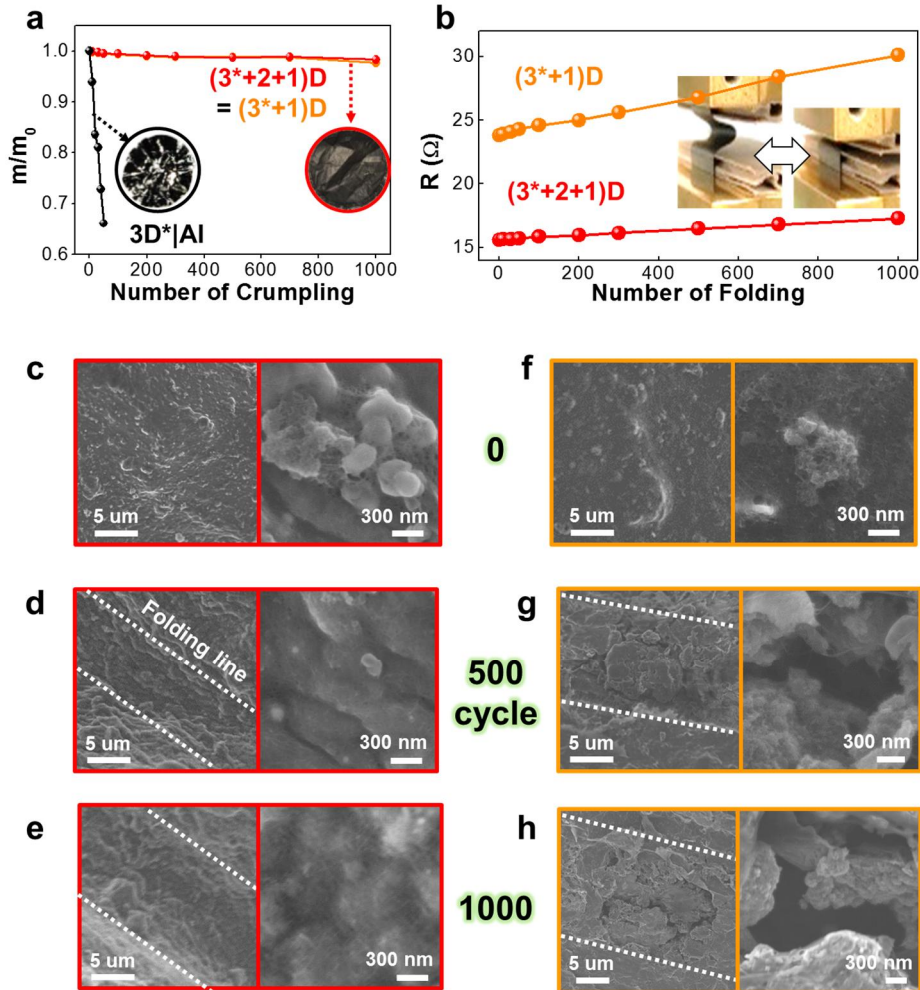 a
1.0
0.9
0.8
0.7
0.6
m/m0
(3*+2+1)D
= (3*+1)D
3D*|Al
0 200 400 600 800 1000
Number of Crumpling
b
30
25
20
15
R (Ω)
(3*+1)D
(3*+2+1)D
0 200 400 600 800 1000
Number of Folding
c
5 um
300 nm
f
5 um
300 nm
0
d
Folding line
5 um
300 nm
500
cycle
g
5 um
300 nm
e
5 um
300 nm
1000
h
5 um
300 nm